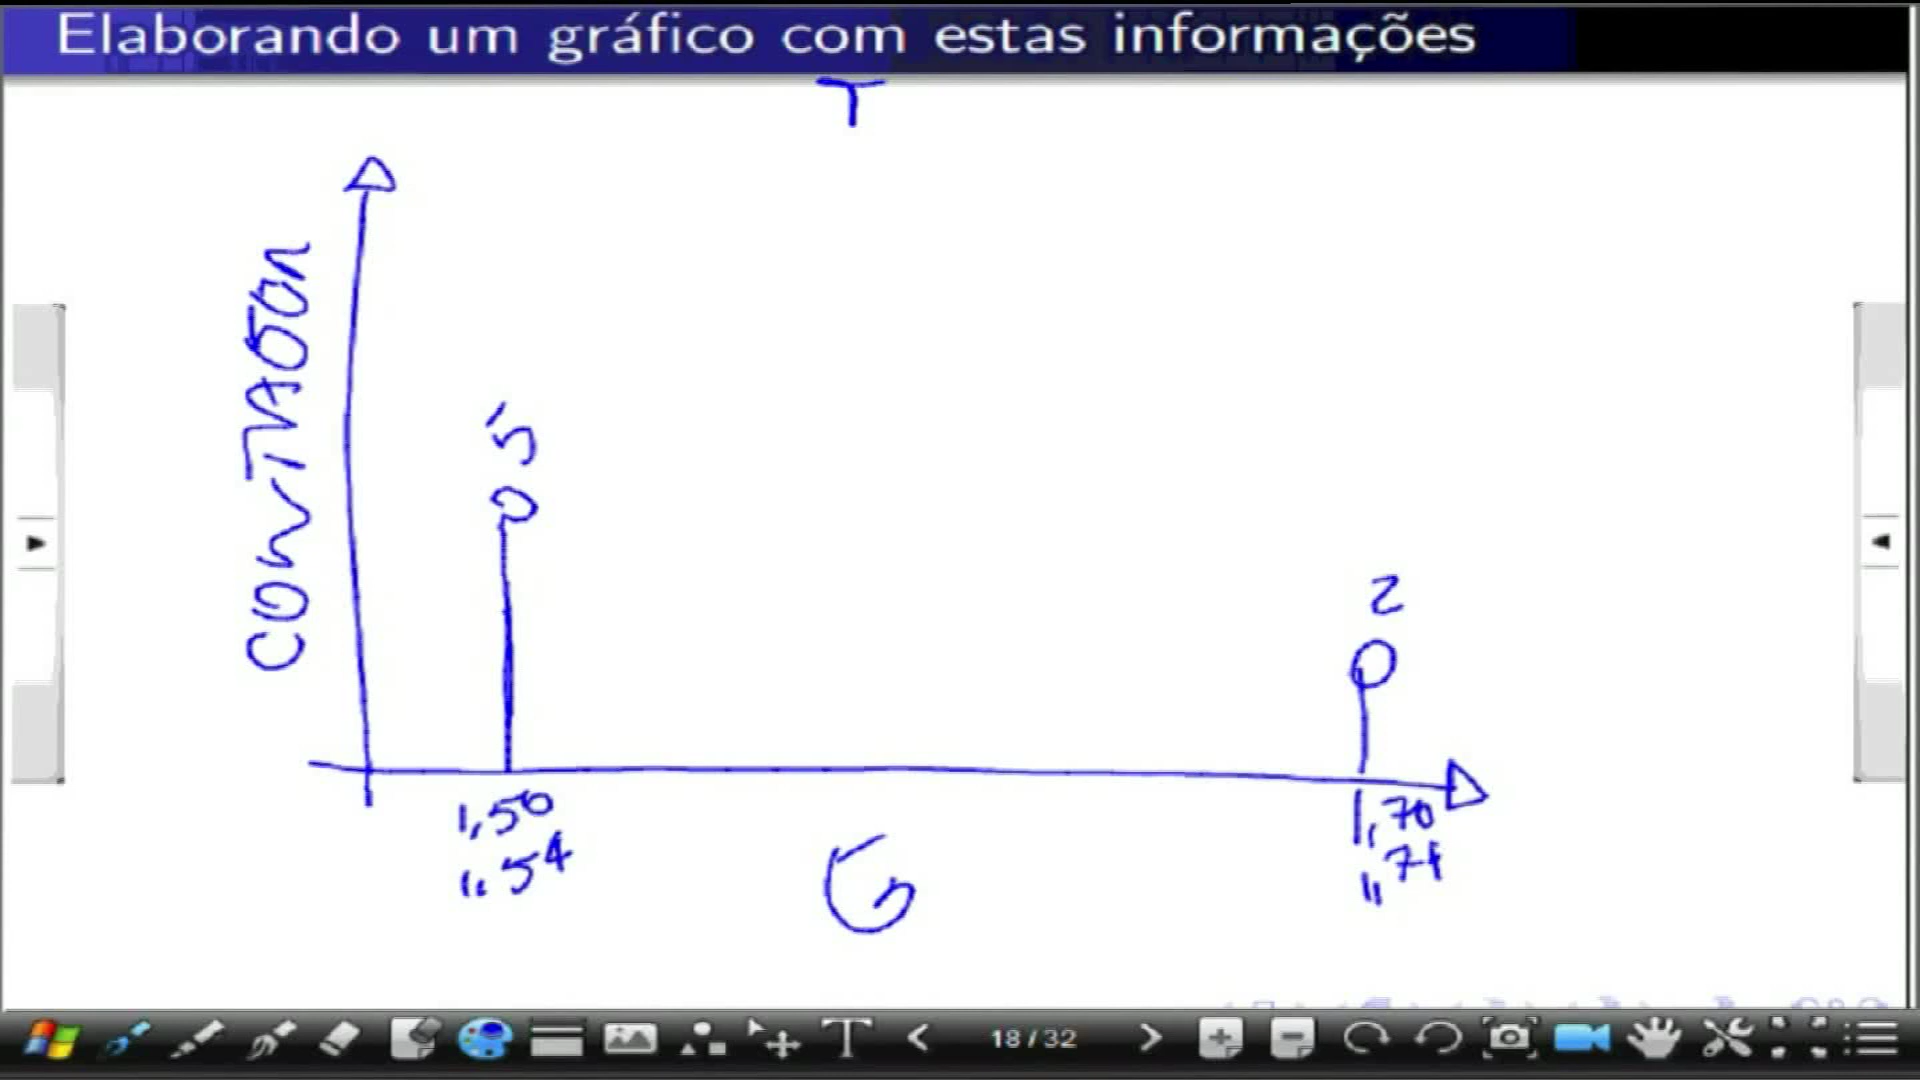 Elaborando um gráfico com estas informações
T
CONTAGEM
5
2
1,50
1,54
1,70
1,74
G
18/32